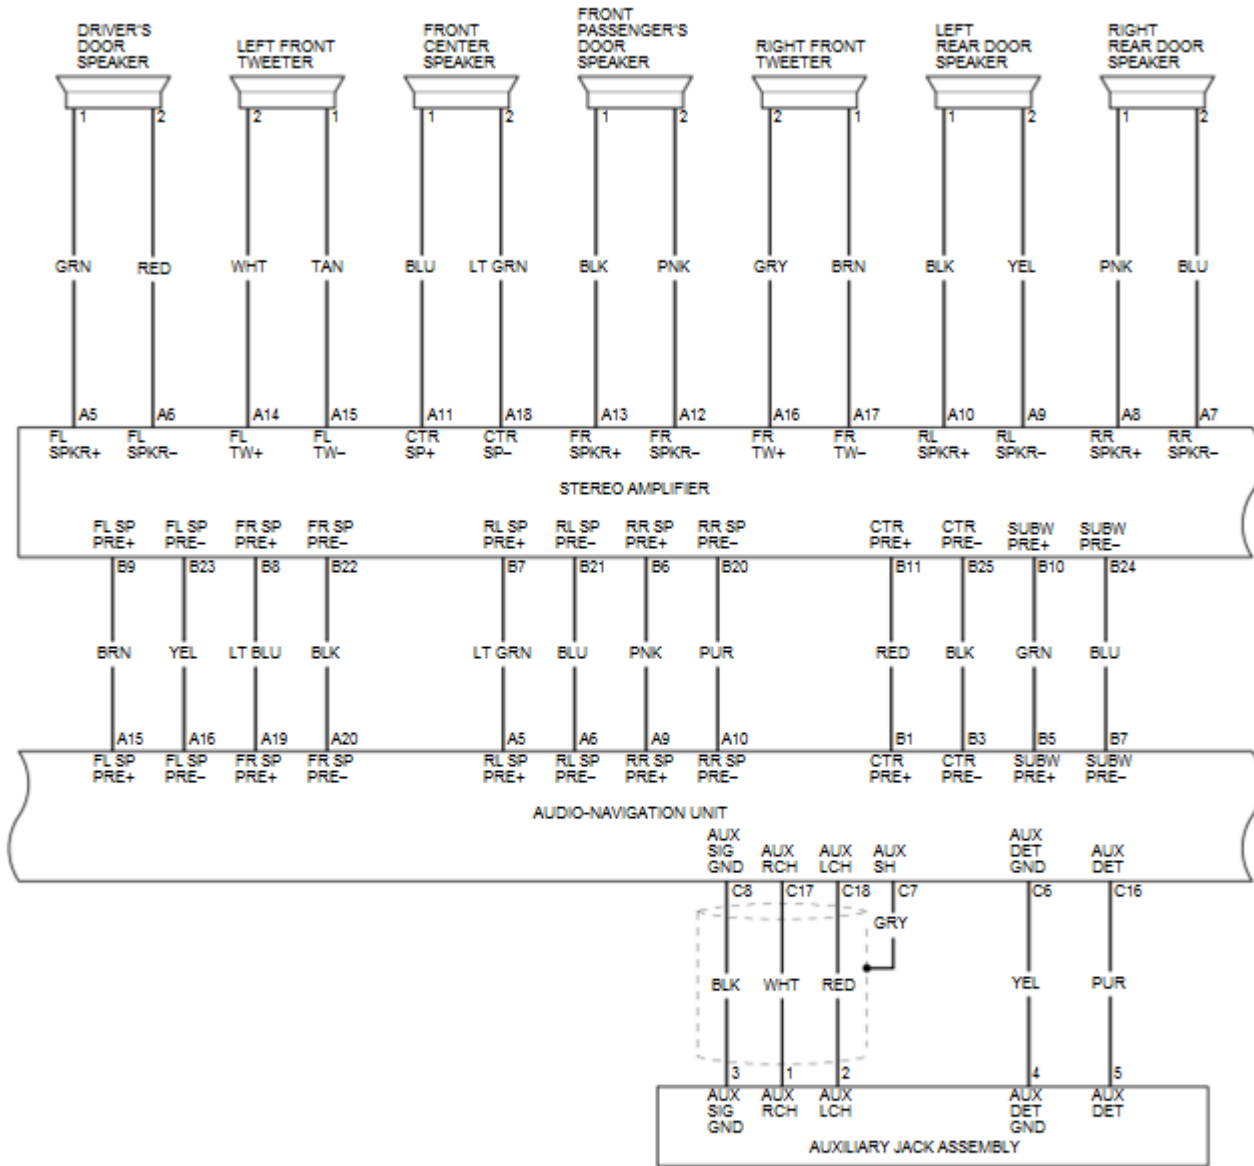 DRIVER'S
DOOR
SPEAKER
LEFT FRONT
TWEETER
FRONT
CENTER
SPEAKER
FRONT
PASSENGER'S
DOOR
SPEAKER
RIGHT FRONT
TWEETER
LEFT
REAR DOOR
SPEAKER
RIGHT
REAR DOOR
SPEAKER
1 2 2 1 1 2 1 2 2 1 1 2 1 2
GRN RED WHT TAN BLU LT GRN BLK PNK GRY BRN BLK YEL PNK BLU
A5 A6 A14 A15 A11 A18 A13 A12 A16 A17 A10 A9 A8 A7
FL FL FL FL CTR CTR FR FR FR FR RL RL RR RR
SPKR+ SPKR– TW+ TW– SP+ SP– SPKR+ SPKR– TW+ TW– SPKR+ SPKR– SPKR+ SPKR–
STEREO AMPLIFIER
FL SP FL SP FR SP FR SP RL SP RL SP RR SP RR SP CTR CTR SUBW SUBW
PRE+ PRE– PRE+ PRE– PRE+ PRE– PRE+ PRE– PRE+ PRE– PRE+ PRE–
B9 B23 B8 B22 B7 B21 B6 B20 B11 B25 B10 B24
BRN YEL LT BLU BLK LT GRN BLU PNK PUR RED BLK GRN BLU
A15 A16 A19 A20 A5 A6 A9 A10 B1 B3 B5 B7
FL SP FL SP FR SP FR SP RL SP RL SP RR SP RR SP CTR CTR SUBW SUBW
PRE+ PRE– PRE+ PRE– PRE+ PRE– PRE+ PRE– PRE+ PRE– PRE+ PRE–
AUDIO–NAVIGATION UNIT
AUX
SIG
GND
AUX
RCH
AUX
LCH
AUX
SH
AUX
DET
GND
AUX
DET
C8 C17 C18 C7 C6 C16
GRY
BLK WHT RED YEL PUR
3 1 2 4 5
AUX
SIG
GND
AUX
RCH
AUX
LCH
AUX
DET
GND
AUX
DET
AUXILIARY JACK ASSEMBLY